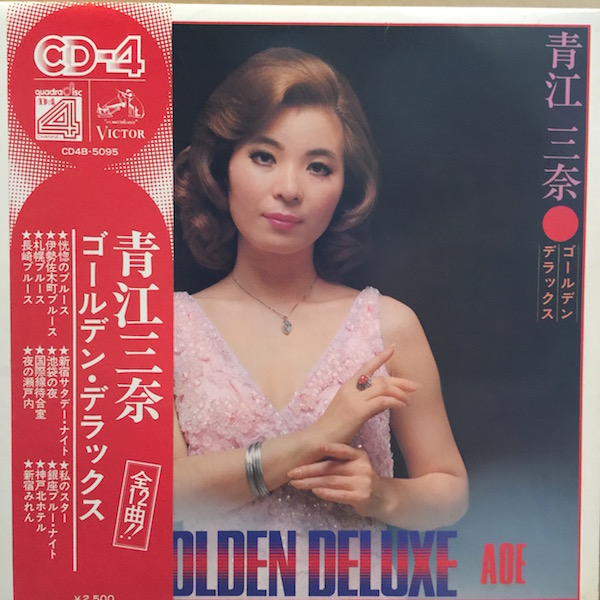 CD-4
quadradisc
CD-4
4
"HIS MASTER'S VOICE"
VICTOR
CD4B-5095
青江三奈
ゴールデン・デラックス
全12曲!!
★恍惚のブルース
★伊勢佐木町ブルース
★札幌ブルース
★長崎ブルース
★新宿サタデー・ナイト
★池袋の夜
★国際線待合室
★夜の瀬戸内
★私のスター
★銀座ブルー・ナイト
★神戸北ホテル
★新宿みれん
¥2,500
青江三奈
ゴールデン
デラックス
OLDEN DELUXE AOE